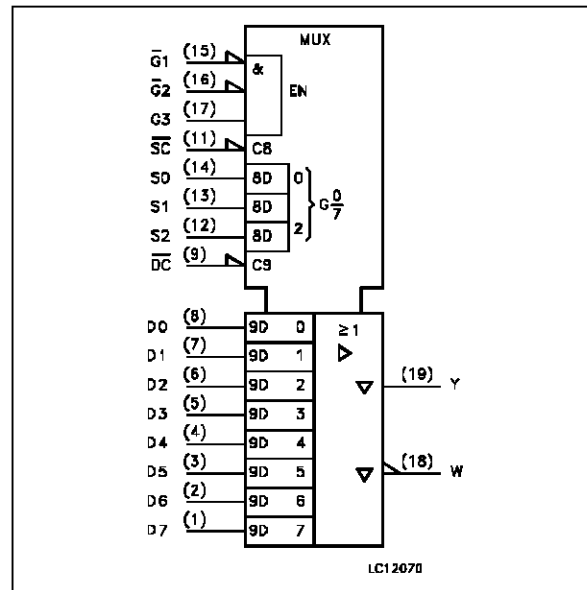 MUX
G̅1 (15) &
G̅2 (16) EN
G3 (17)
S̅C̅ (11) C8
S0 (14) 8D 0
S1 (13) 8D G 0/7
S2 (12) 8D 2
D̅C̅ (9) C9
D0 (8) 9D 0 ≥1
D1 (7) 9D 1
D2 (6) 9D 2 (19) Y
D3 (5) 9D 3
D4 (4) 9D 4
D5 (3) 9D 5 (18) W
D6 (2) 9D 6
D7 (1) 9D 7
LC12070